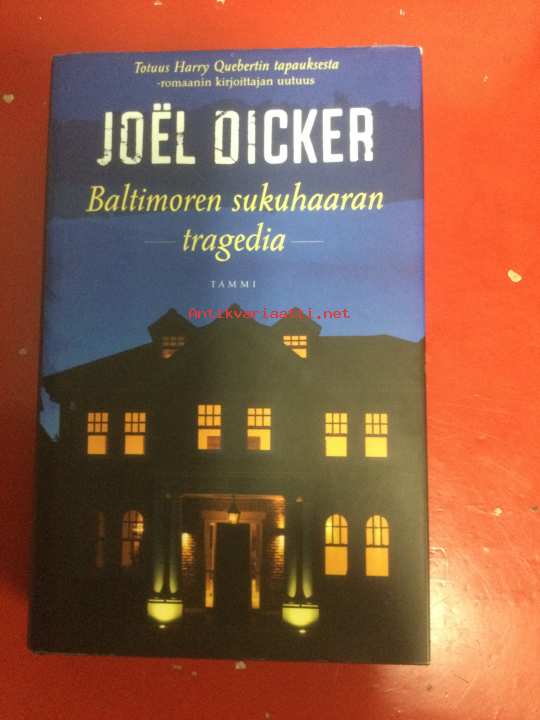 Totuus Harry Quebertin tapauksesta
-romaanin kirjoittajan uutuus
JOËL DICKER
Baltimoren sukuhaaran
tragedia
TAMMI
Antikvariaatti.net